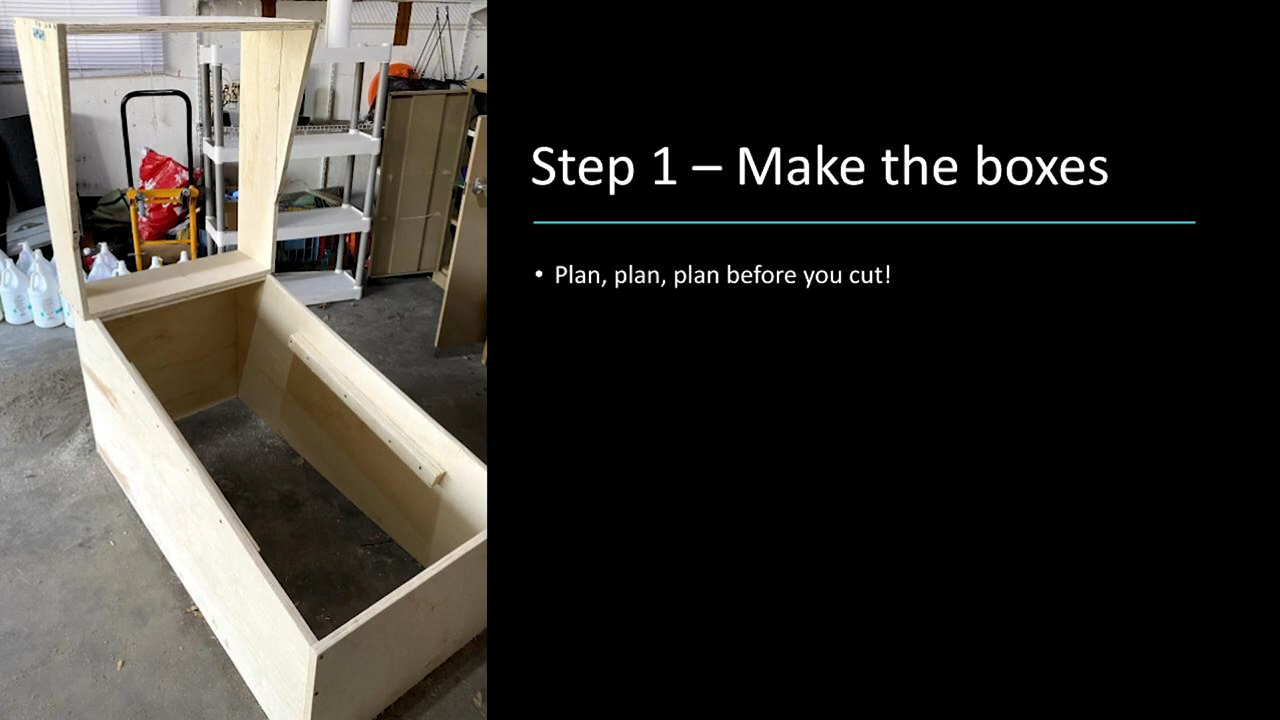 Step 1 – Make the boxes
• Plan, plan, plan before you cut!